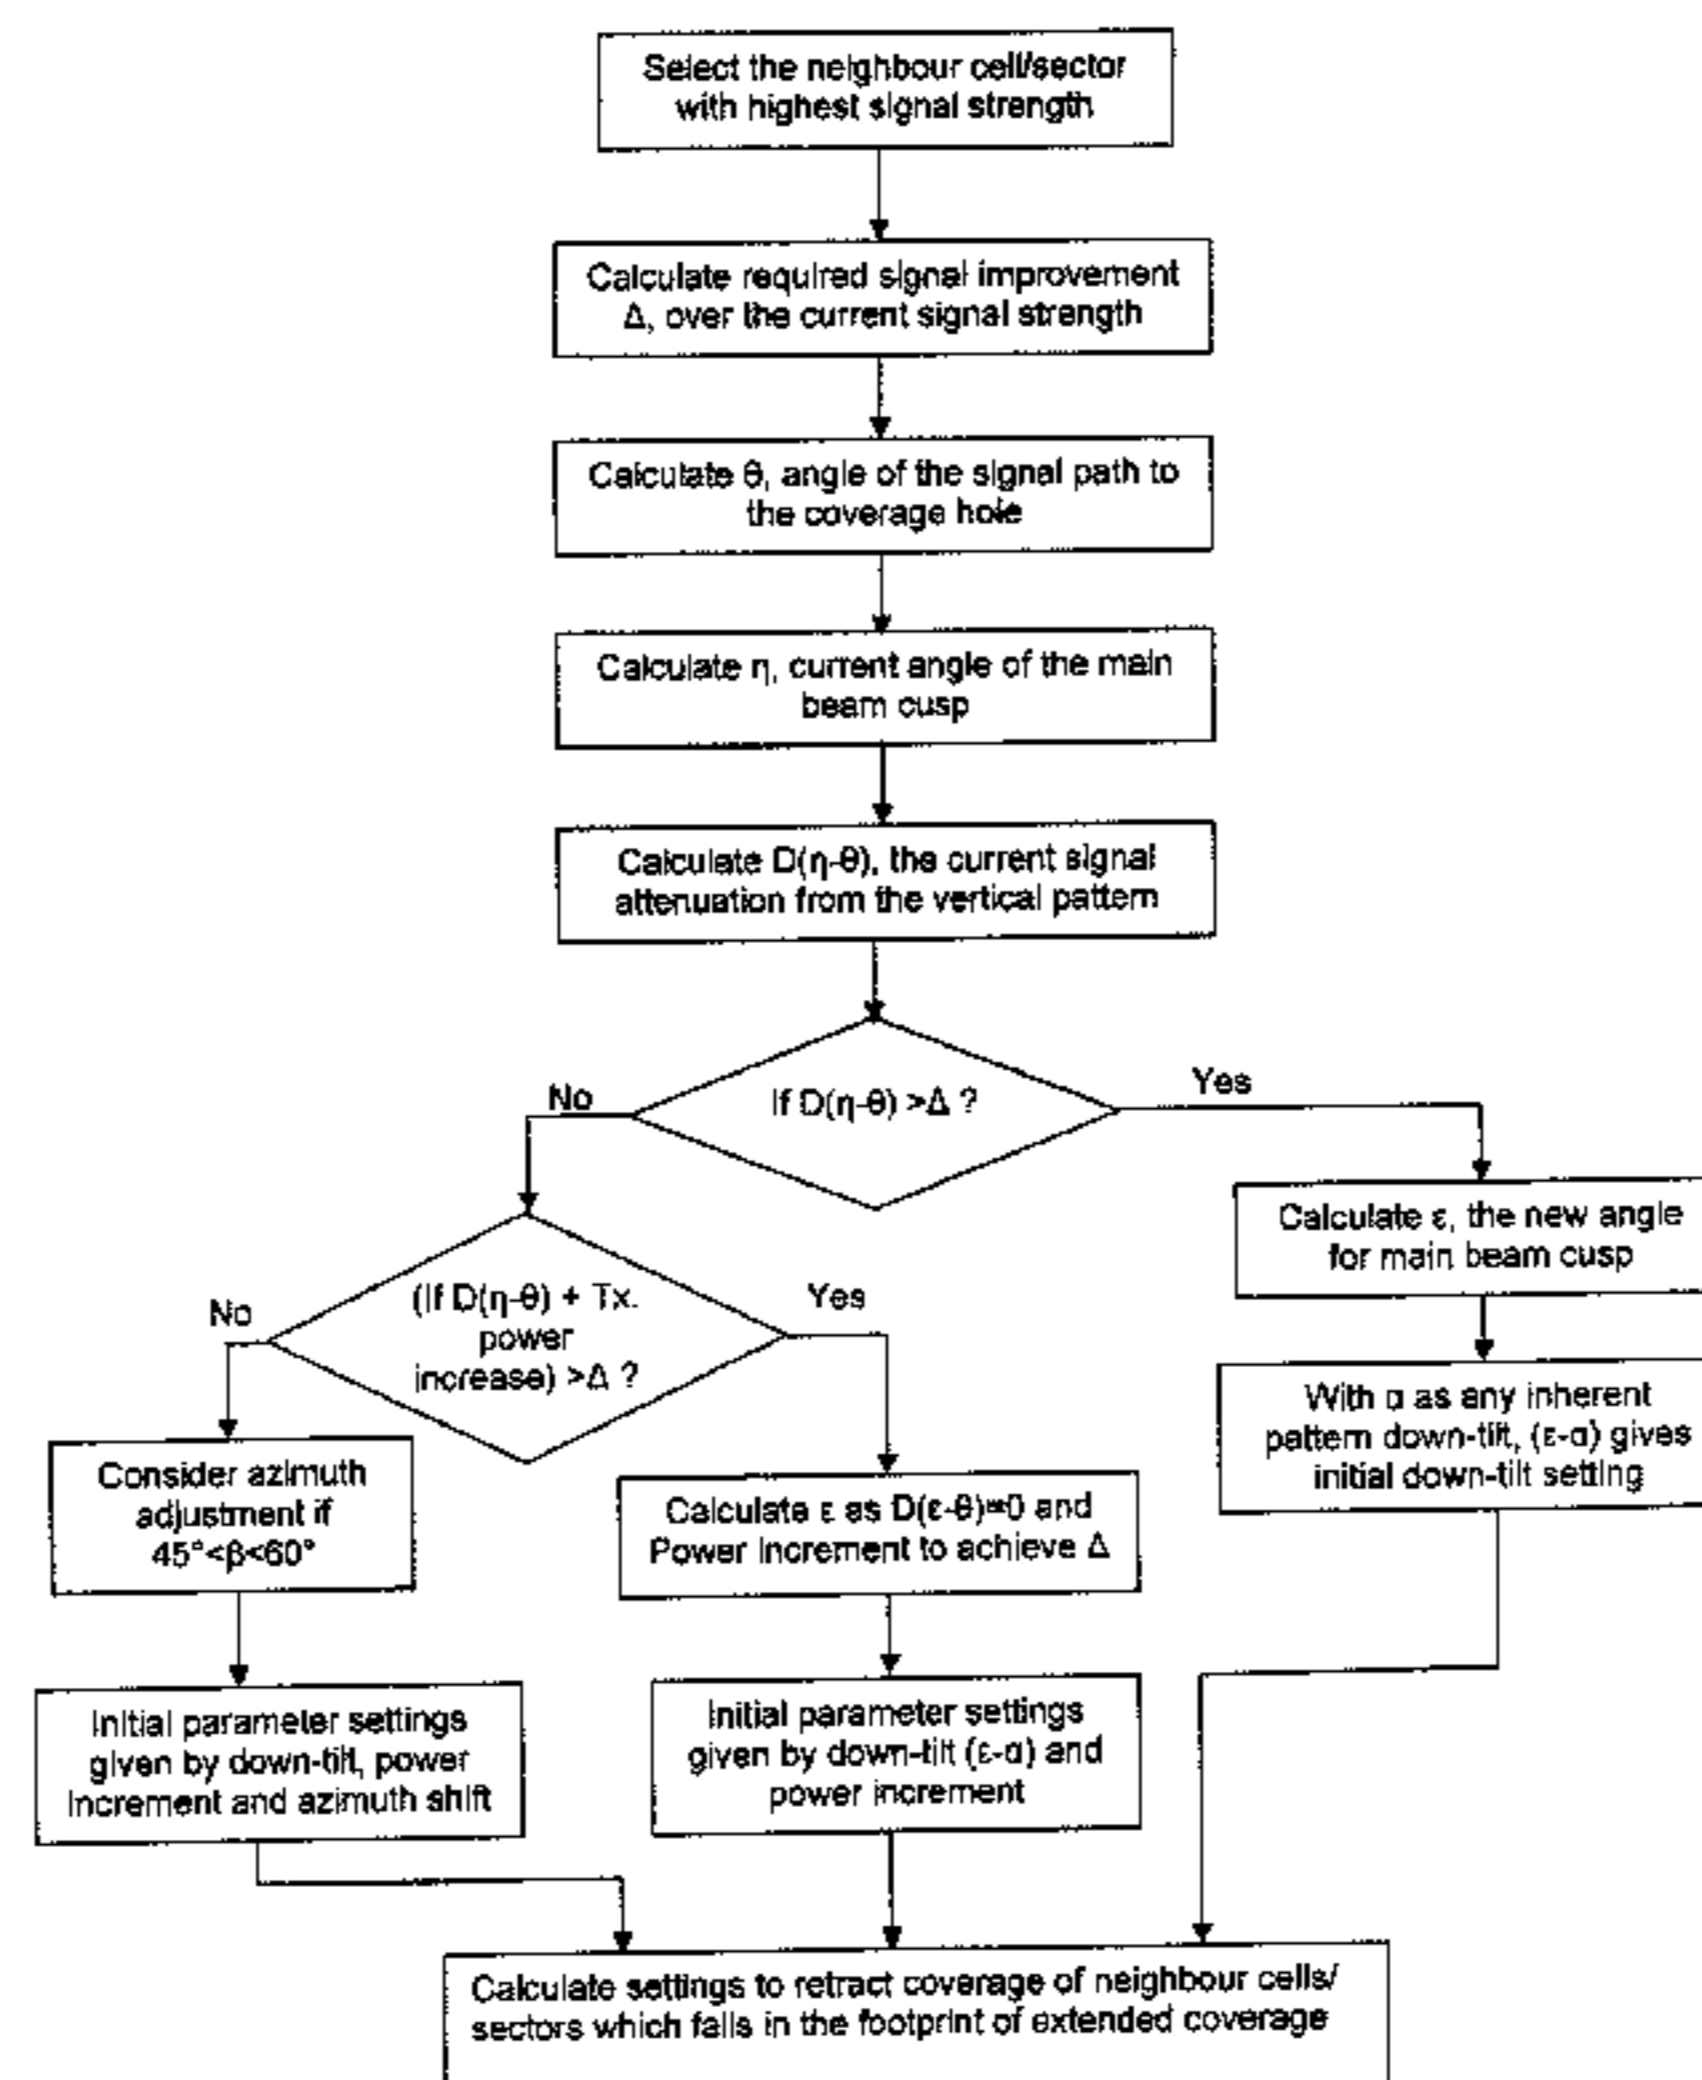 Select the neighbour cell/sector
with highest signal strength
Calculate required signal improvement
Δ, over the current signal strength
Calculate θ, angle of the signal path to
the coverage hole
Calculate η, current angle of the main
beam cusp
Calculate D(η-θ), the current signal
attenuation from the vertical pattern
If D(η-θ) >Δ ?
No
Yes
Calculate ε, the new angle
for main beam cusp
(If D(η-θ) + Tx.
power
increase) >Δ ?
No
Yes
With α as any inherent
pattern down-tilt, (ε-α) gives
initial down-tilt setting
Consider azimuth
adjustment if
45°<β<60°
Calculate ε as D(ε-θ)=0 and
Power Increment to achieve Δ
Initial parameter settings
given by down-tilt, power
increment and azimuth shift
Initial parameter settings
given by down-tilt (ε-α) and
power increment
Calculate settings to retract coverage of neighbour cells/
sectors which falls in the footprint of extended coverage